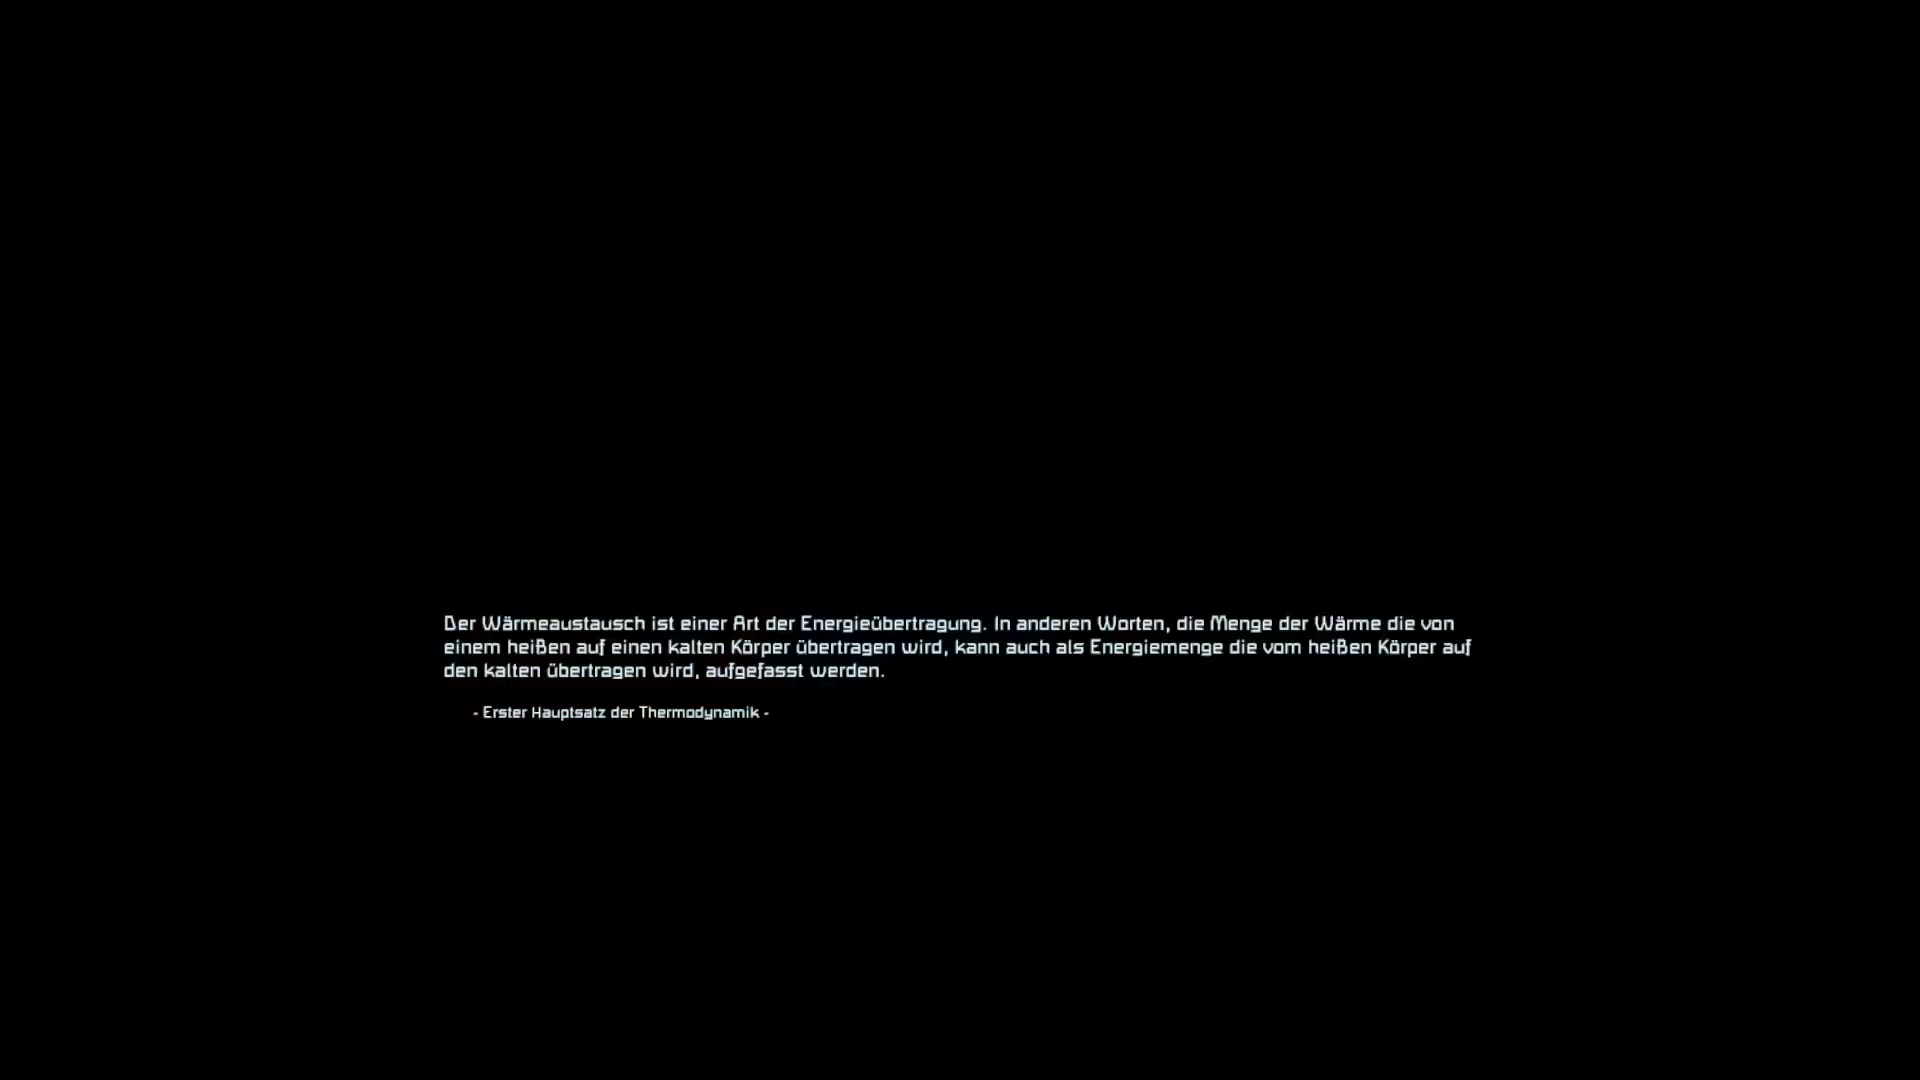 Der Wärmeaustausch ist einer Art der Energieübertragung. In anderen Worten, die Menge der Wärme die von
einem heißen auf einen kalten Körper übertragen wird, kann auch als Energiemenge die vom heißen Körper auf
den kalten übertragen wird, aufgefasst werden.
- Erster Hauptsatz der Thermodynamik -